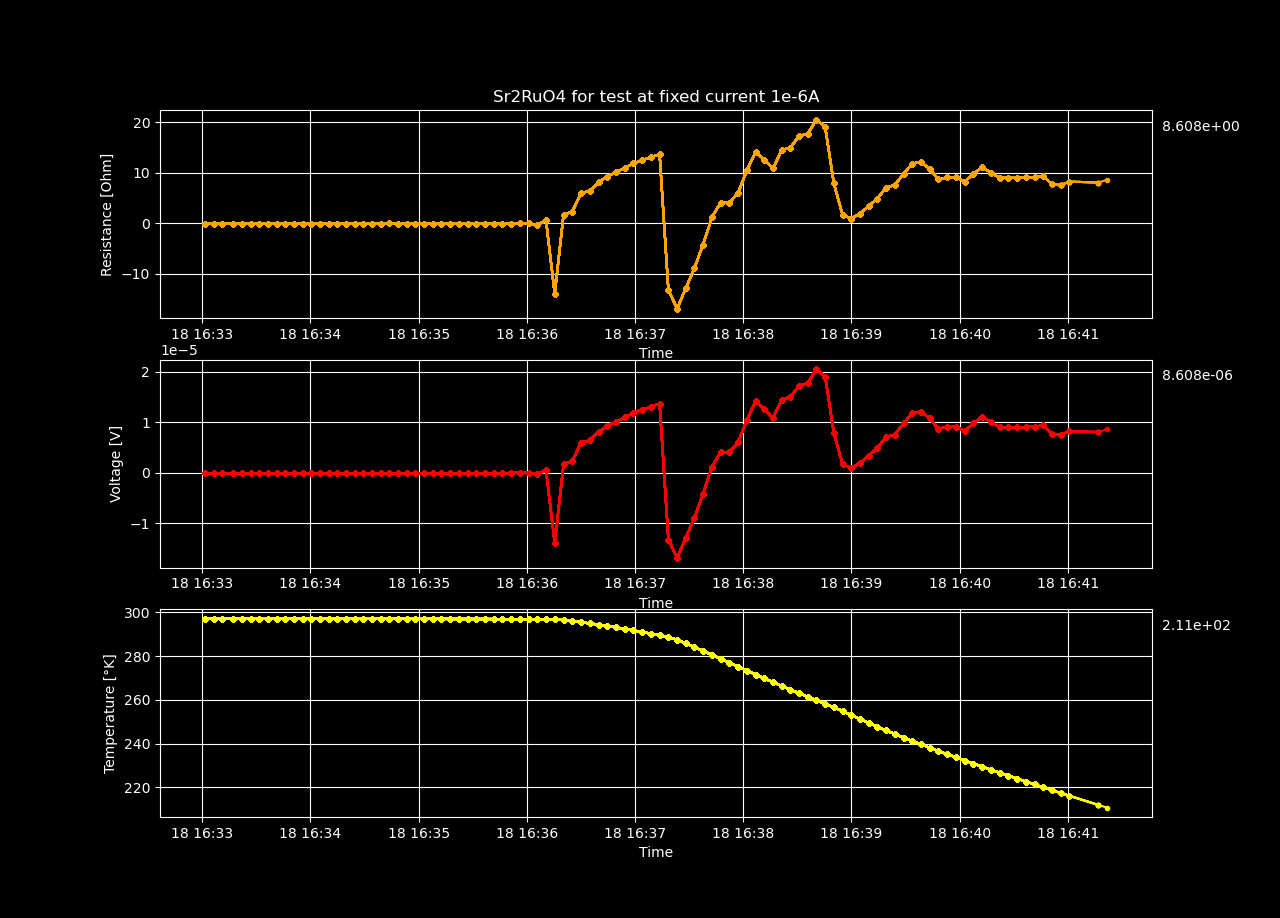 Sr2RuO4 for test at fixed current 1e-6A
8.608e+00
Resistance [Ohm]
20
10
0
−10
18 16:33 18 16:34 18 16:35 18 16:36 18 16:37 18 16:38 18 16:39 18 16:40 18 16:41
Time
1e−5
8.608e-06
Voltage [V]
2
1
0
−1
18 16:33 18 16:34 18 16:35 18 16:36 18 16:37 18 16:38 18 16:39 18 16:40 18 16:41
Time
2.11e+02
Temperature [°K]
300
280
260
240
220
18 16:33 18 16:34 18 16:35 18 16:36 18 16:37 18 16:38 18 16:39 18 16:40 18 16:41
Time